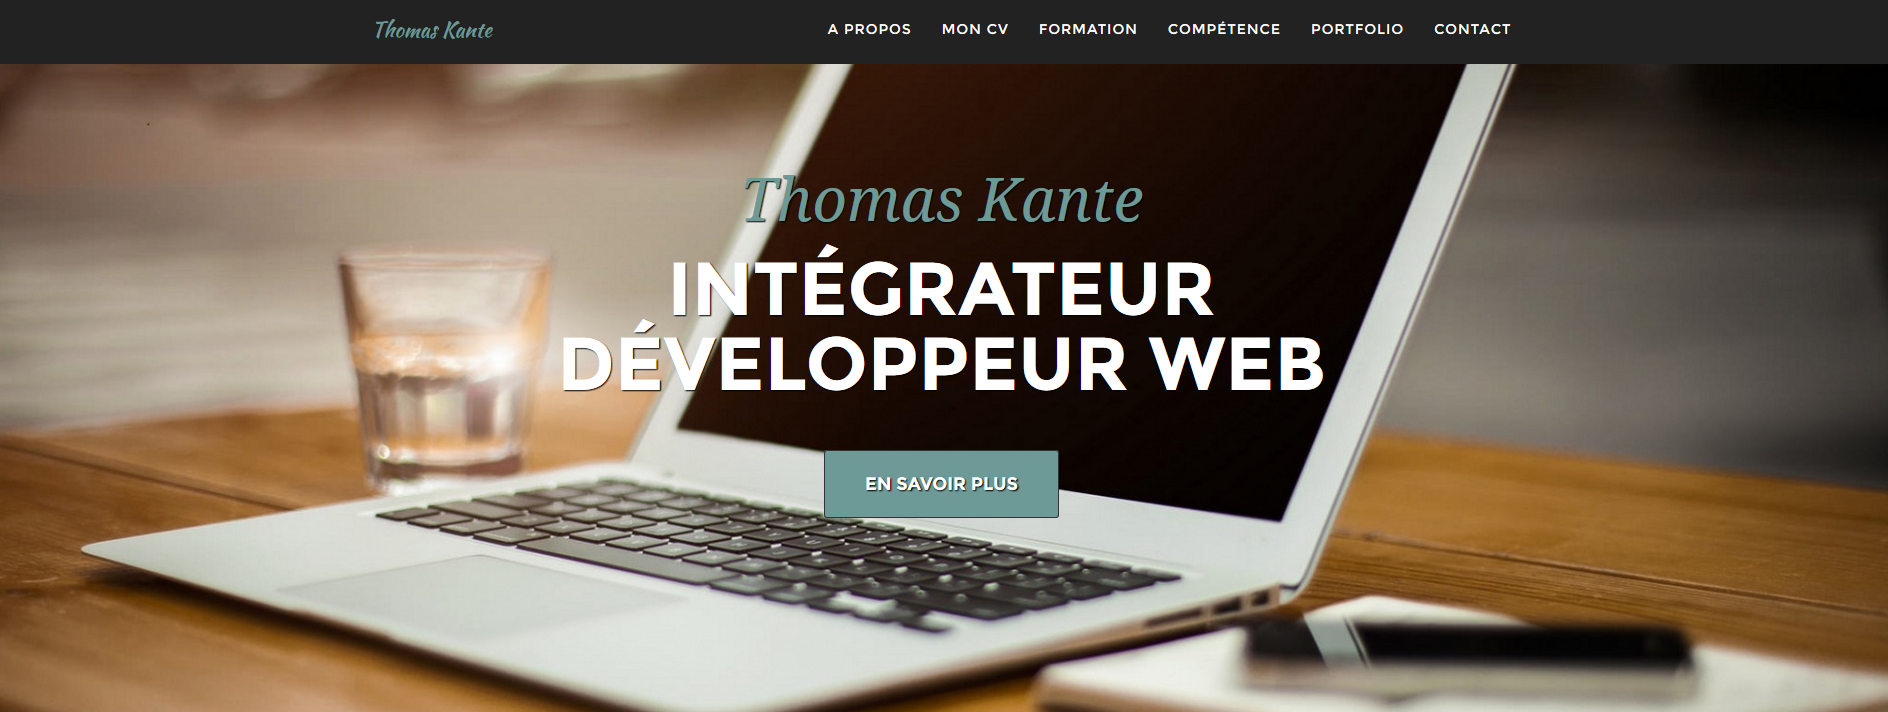 Thomas Kante
A PROPOS MON CV FORMATION COMPÉTENCE PORTFOLIO CONTACT
Thomas Kante
INTÉGRATEUR
DÉVELOPPEUR WEB
EN SAVOIR PLUS